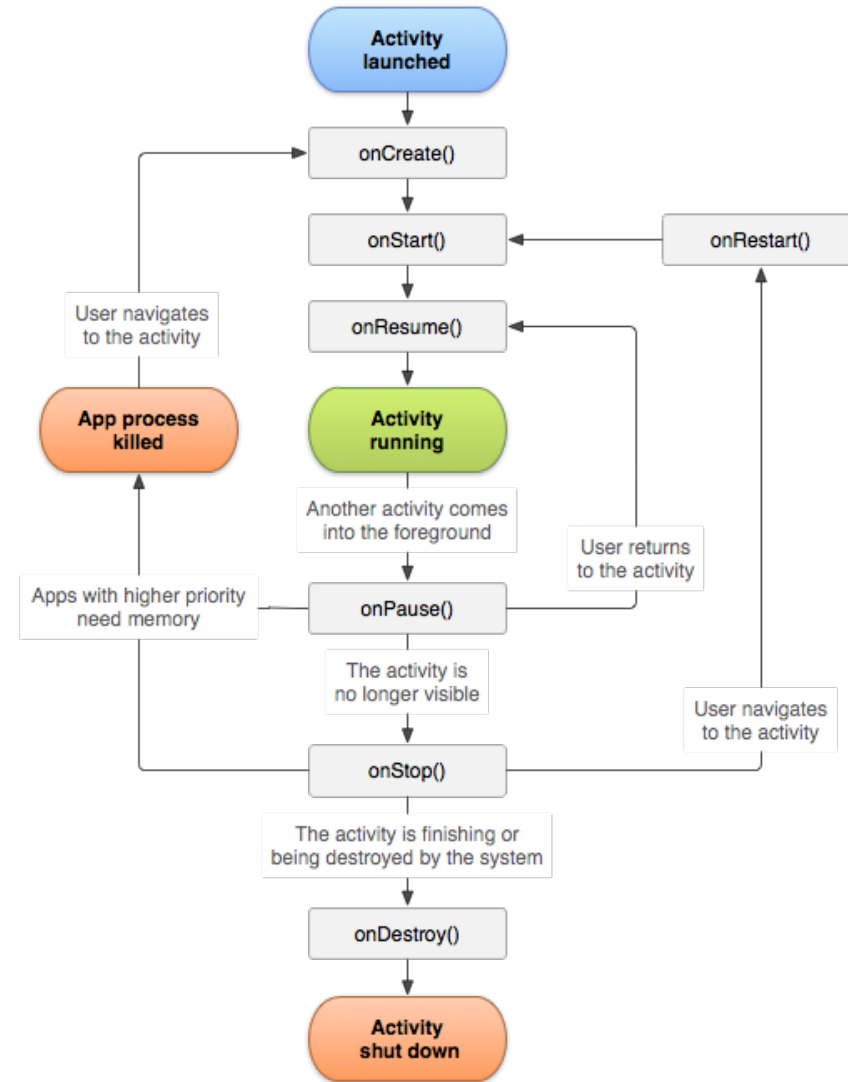 Activity
launched
onCreate()
onStart()
onRestart()
User navigates
to the activity
onResume()
App process
killed
Activity
running
Another activity comes
into the foreground
User returns
to the activity
Apps with higher priority
need memory
onPause()
The activity is
no longer visible
User navigates
to the activity
onStop()
The activity is finishing or
being destroyed by the system
onDestroy()
Activity
shut down